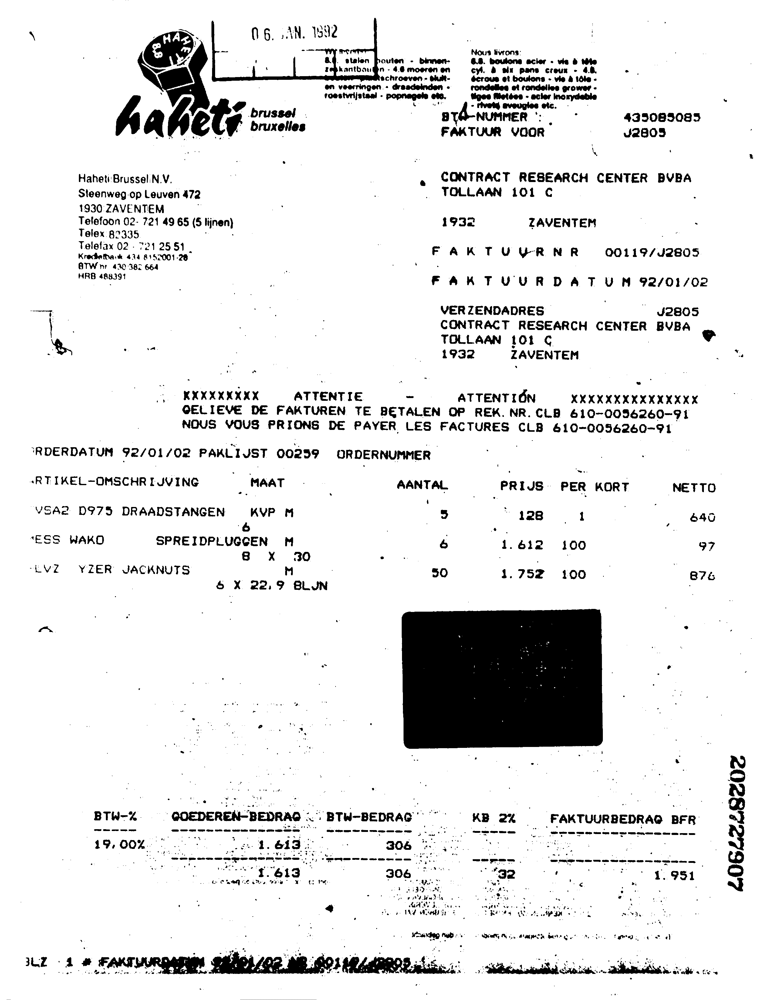 06. JAN. 1992
HAHETI
8.8
haheti brussel
bruxelles
8.8. stalen bouten - binnen-
zeskantbouten - 4.6 moeren en
bouten - plaatschroeven - sluit-
en veerringen - draadeinden -
roestvrijstaal - popnagels etc.
Nous livrons:
8.8. boulons acier - vis à tête
cyl. à six pans creux - 4.8.
écrous et boulons - vis à tôle -
rondelles et rondelles grower -
tiges filetées - acier inoxydable
- rivets aveugles etc.
BTW-NUMMER : 435085085
FAKTUUR VOOR J2805
Haheti Brussel N.V.
Steenweg op Leuven 472
1930 ZAVENTEM
Telefoon 02- 721 49 65 (5 lijnen)
Telex 82335
Telefax 02 - 721 25 51
Kredietbank 434-8152001-28
BTW nr 430 382 664
HRB 488391
CONTRACT RESEARCH CENTER BVBA
TOLLAAN 101 C
1932 ZAVENTEM
F A K T U U R N R 00119/J2805
F A K T U U R D A T U M 92/01/02
VERZENDADRES J2805
CONTRACT RESEARCH CENTER BVBA
TOLLAAN 101 C
1932 ZAVENTEM
XXXXXXXXX ATTENTIE - ATTENTION XXXXXXXXXXXXXXX
GELIEVE DE FAKTUREN TE BETALEN OP REK. NR. CLB 610-0056260-91
NOUS VOUS PRIONS DE PAYER LES FACTURES CLB 610-0056260-91
RDERDATUM 92/01/02 PAKLIJST 00259 ORDERNUMMER
RTIKEL-OMSCHRIJVING MAAT AANTAL PRIJS PER KORT NETTO
VSA2 D975 DRAADSTANGEN KVP M 5 128 1 640
6
ESS WAKO SPREIDPLUGGEN M 6 1.612 100 97
8 X 30
LVZ YZER JACKNUTS M 50 1.752 100 876
6 X 22,9 BLJN
BTW-% GOEDEREN-BEDRAG BTW-BEDRAG KB 2% FAKTUURBEDRAG BFR
19,00% 1.613 306
1.613 306 32 1.951
2028727907
BLZ 1 # FAKTUURDATUM 92/01/02 NR 00119/J2805